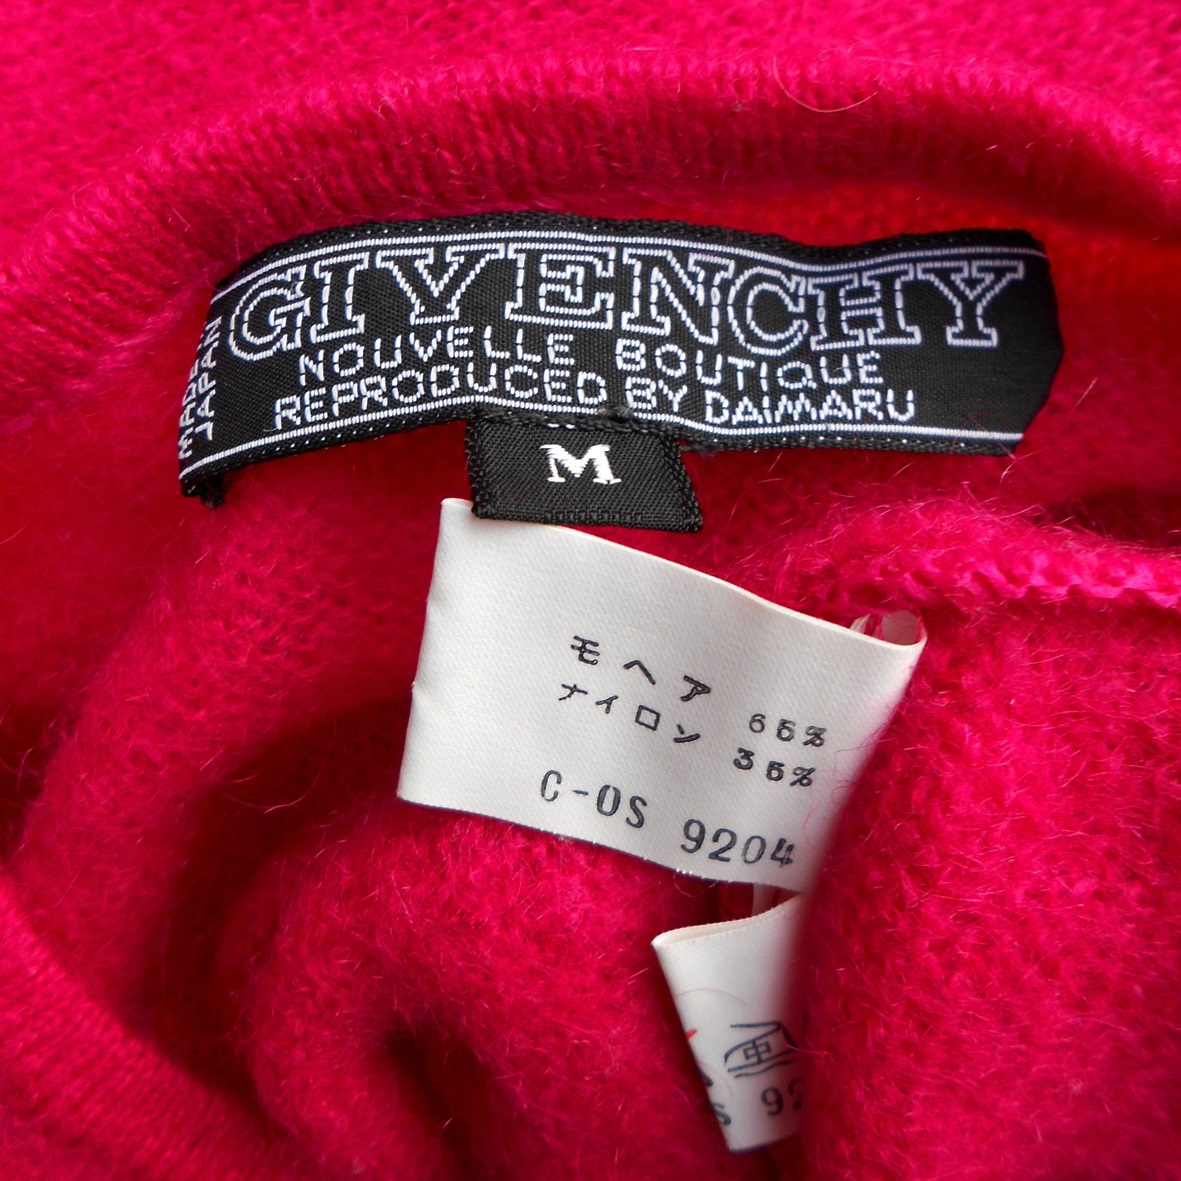 GIVENCHY
NOUVELLE BOUTIQUE
REPRODUCED BY DAIMARU
MADE
JAPAN
M
モヘア 65%
ナイロン 35%
C-OS 9204